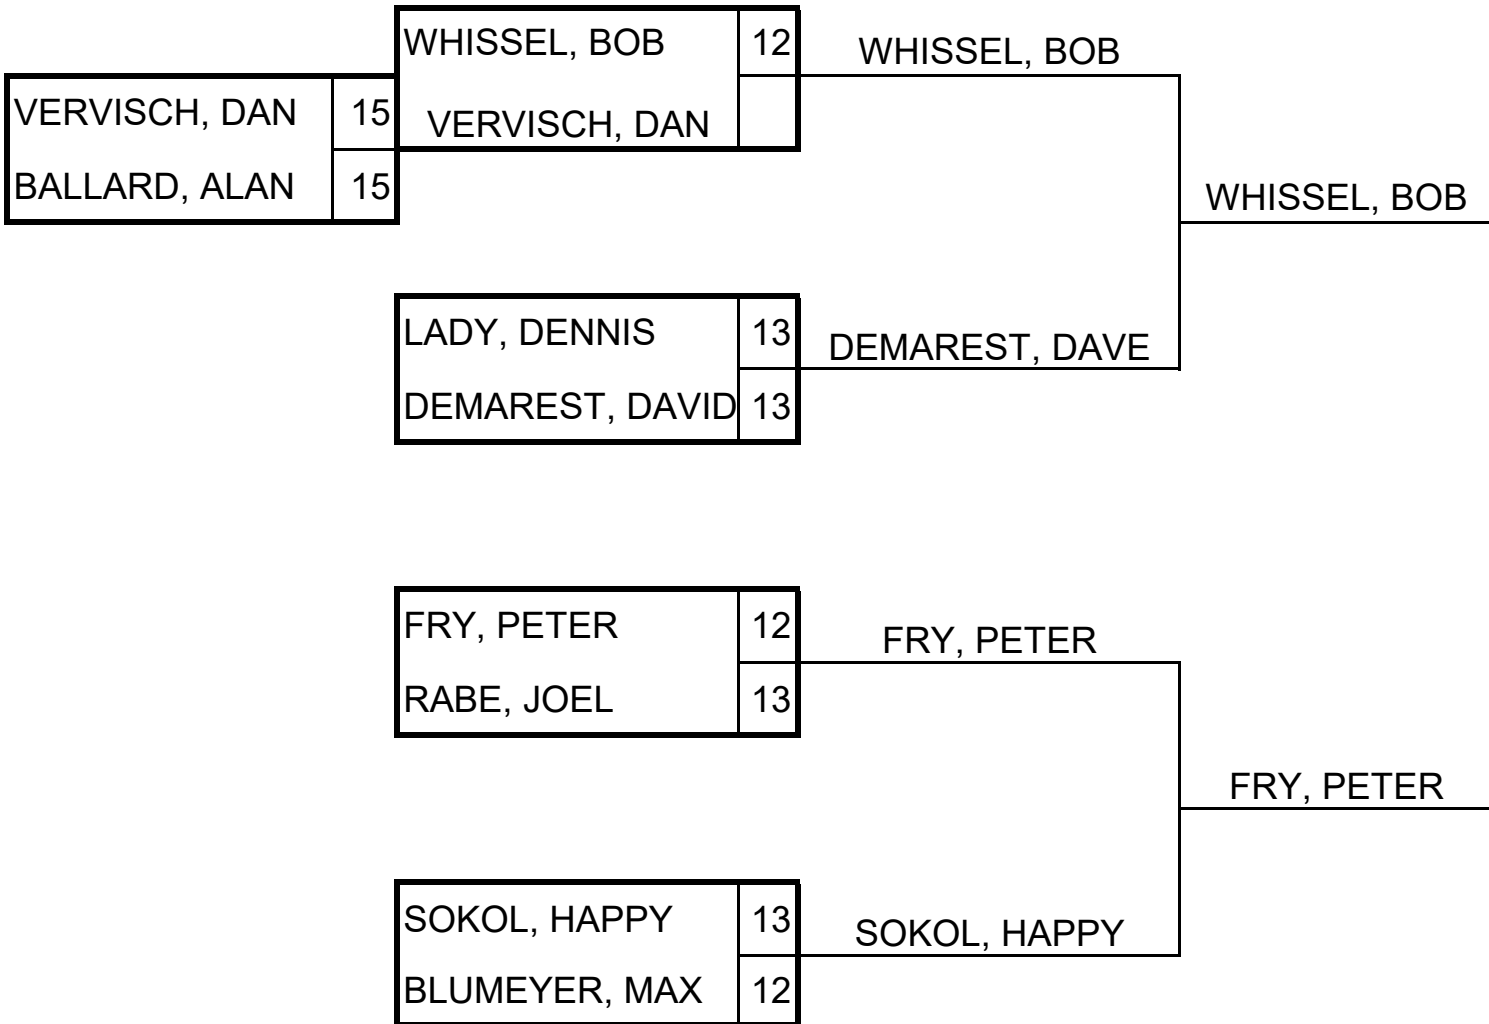 WHISSEL, BOB 12
WHISSEL, BOB
VERVISCH, DAN 15
VERVISCH, DAN
BALLARD, ALAN 15
WHISSEL, BOB
LADY, DENNIS 13
DEMAREST, DAVE
DEMAREST, DAVID 13
FRY, PETER 12
FRY, PETER
RABE, JOEL 13
FRY, PETER
SOKOL, HAPPY 13
SOKOL, HAPPY
BLUMEYER, MAX 12